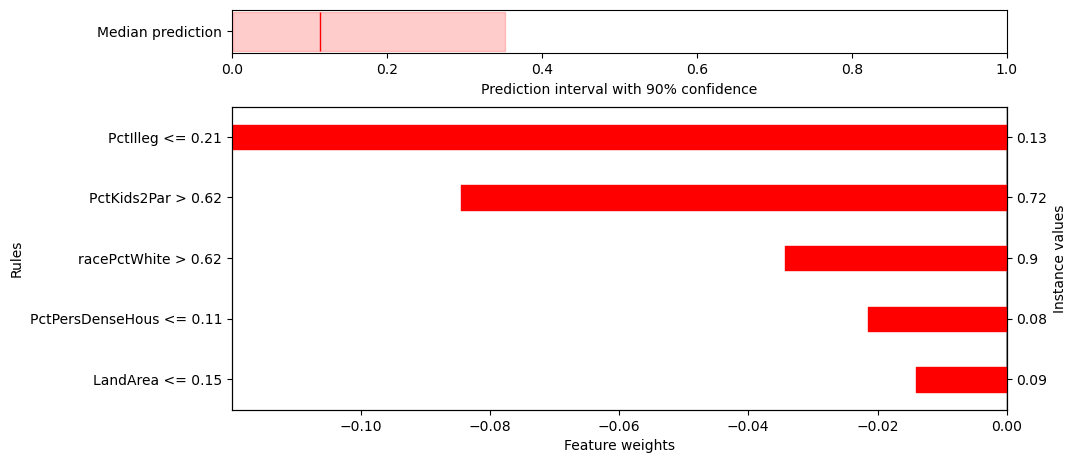 Median prediction
0.0 0.2 0.4 0.6 0.8 1.0
Prediction interval with 90% confidence
PctIlleg <= 0.21 0.13
PctKids2Par > 0.62 0.72
racePctWhite > 0.62 0.9
PctPersDenseHous <= 0.11 0.08
LandArea <= 0.15 0.09
Rules
Instance values
−0.10 −0.08 −0.06 −0.04 −0.02 0.00
Feature weights